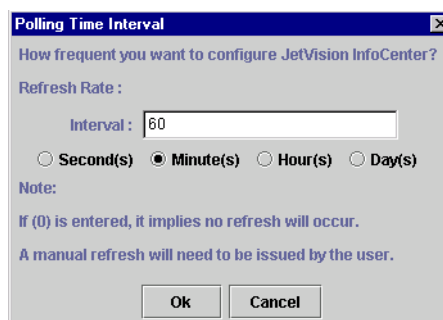 Polling Time Interval
How frequent you want to configure JetVision InfoCenter?
Refresh Rate :
Interval : 60
Second(s) Minute(s) Hour(s) Day(s)
Note:
If (0) is entered, it implies no refresh will occur.
A manual refresh will need to be issued by the user.
Ok Cancel